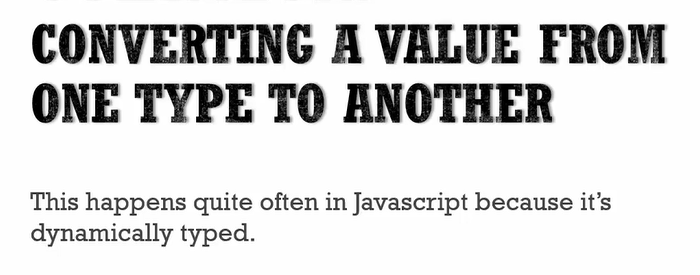 CONVERTING A VALUE FROM
ONE TYPE TO ANOTHER
This happens quite often in Javascript because it's
dynamically typed.